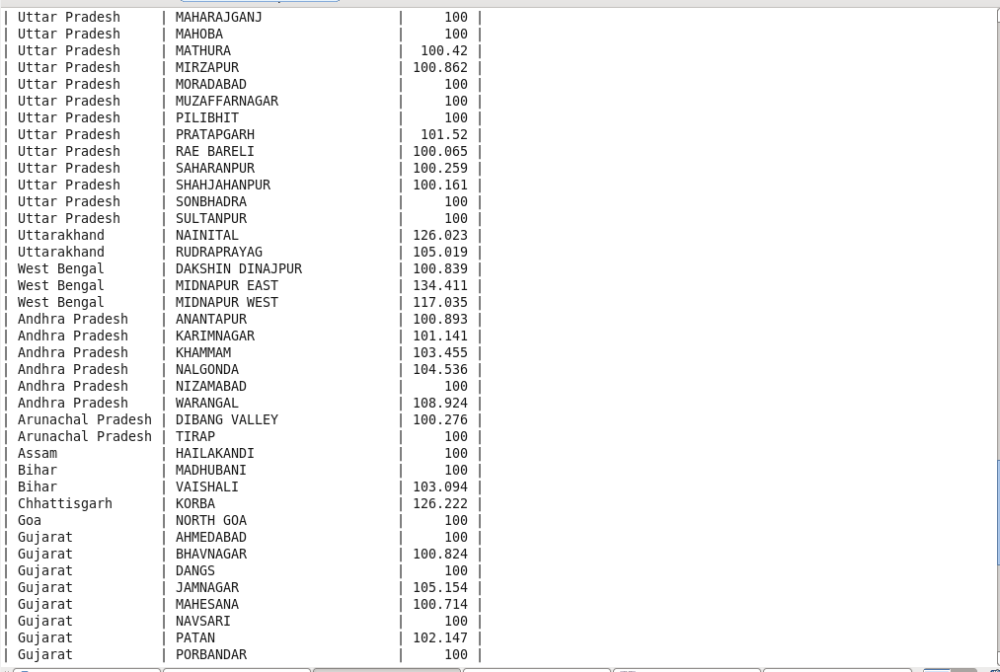 | Uttar Pradesh | MAHARAJGANJ | 100 |
| Uttar Pradesh | MAHOBA | 100 |
| Uttar Pradesh | MATHURA | 100.42 |
| Uttar Pradesh | MIRZAPUR | 100.862 |
| Uttar Pradesh | MORADABAD | 100 |
| Uttar Pradesh | MUZAFFARNAGAR | 100 |
| Uttar Pradesh | PILIBHIT | 100 |
| Uttar Pradesh | PRATAPGARH | 101.52 |
| Uttar Pradesh | RAE BARELI | 100.065 |
| Uttar Pradesh | SAHARANPUR | 100.259 |
| Uttar Pradesh | SHAHJAHANPUR | 100.161 |
| Uttar Pradesh | SONBHADRA | 100 |
| Uttar Pradesh | SULTANPUR | 100 |
| Uttarakhand | NAINITAL | 126.023 |
| Uttarakhand | RUDRAPRAYAG | 105.019 |
| West Bengal | DAKSHIN DINAJPUR | 100.839 |
| West Bengal | MIDNAPUR EAST | 134.411 |
| West Bengal | MIDNAPUR WEST | 117.035 |
| Andhra Pradesh | ANANTAPUR | 100.893 |
| Andhra Pradesh | KARIMNAGAR | 101.141 |
| Andhra Pradesh | KHAMMAM | 103.455 |
| Andhra Pradesh | NALGONDA | 104.536 |
| Andhra Pradesh | NIZAMABAD | 100 |
| Andhra Pradesh | WARANGAL | 108.924 |
| Arunachal Pradesh | DIBANG VALLEY | 100.276 |
| Arunachal Pradesh | TIRAP | 100 |
| Assam | HAILAKANDI | 100 |
| Bihar | MADHUBANI | 100 |
| Bihar | VAISHALI | 103.094 |
| Chhattisgarh | KORBA | 126.222 |
| Goa | NORTH GOA | 100 |
| Gujarat | AHMEDABAD | 100 |
| Gujarat | BHAVNAGAR | 100.824 |
| Gujarat | DANGS | 100 |
| Gujarat | JAMNAGAR | 105.154 |
| Gujarat | MAHESANA | 100.714 |
| Gujarat | NAVSARI | 100 |
| Gujarat | PATAN | 102.147 |
| Gujarat | PORBANDAR | 100 |